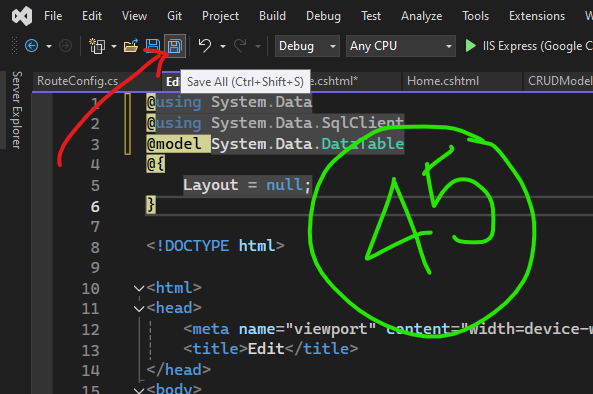 File Edit View Git Project Build Debug Test Analyze Tools Extensions Window
Debug Any CPU IIS Express (Google C
Save All (Ctrl+Shift+S)
RouteConfig.cs Ed e.cshtml* Home.cshtml CRUDModel
Server Explorer
1 @using System.Data
2 @using System.Data.SqlClient
3 @model System.Data.DataTable
4 @{
5 Layout = null;
6 }
7
8 <!DOCTYPE html>
9
10 <html>
11 <head>
12 <meta name="viewport" content="width=device-w
13 <title>Edit</title>
14 </head>
15 <body>
45